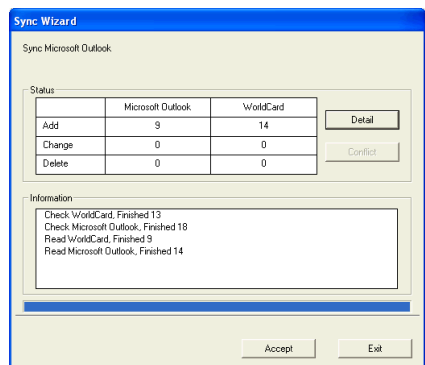 Sync Wizard
Sync Microsoft Outlook
Status
Microsoft Outlook WorldCard
Add 9 14
Change 0 0
Delete 0 0
Detail
Conflict
Information
Check WorldCard, Finished 13
Check Microsoft Outlook, Finished 18
Read WorldCard, Finished 9
Read Microsoft Outlook, Finished 14
Accept Exit